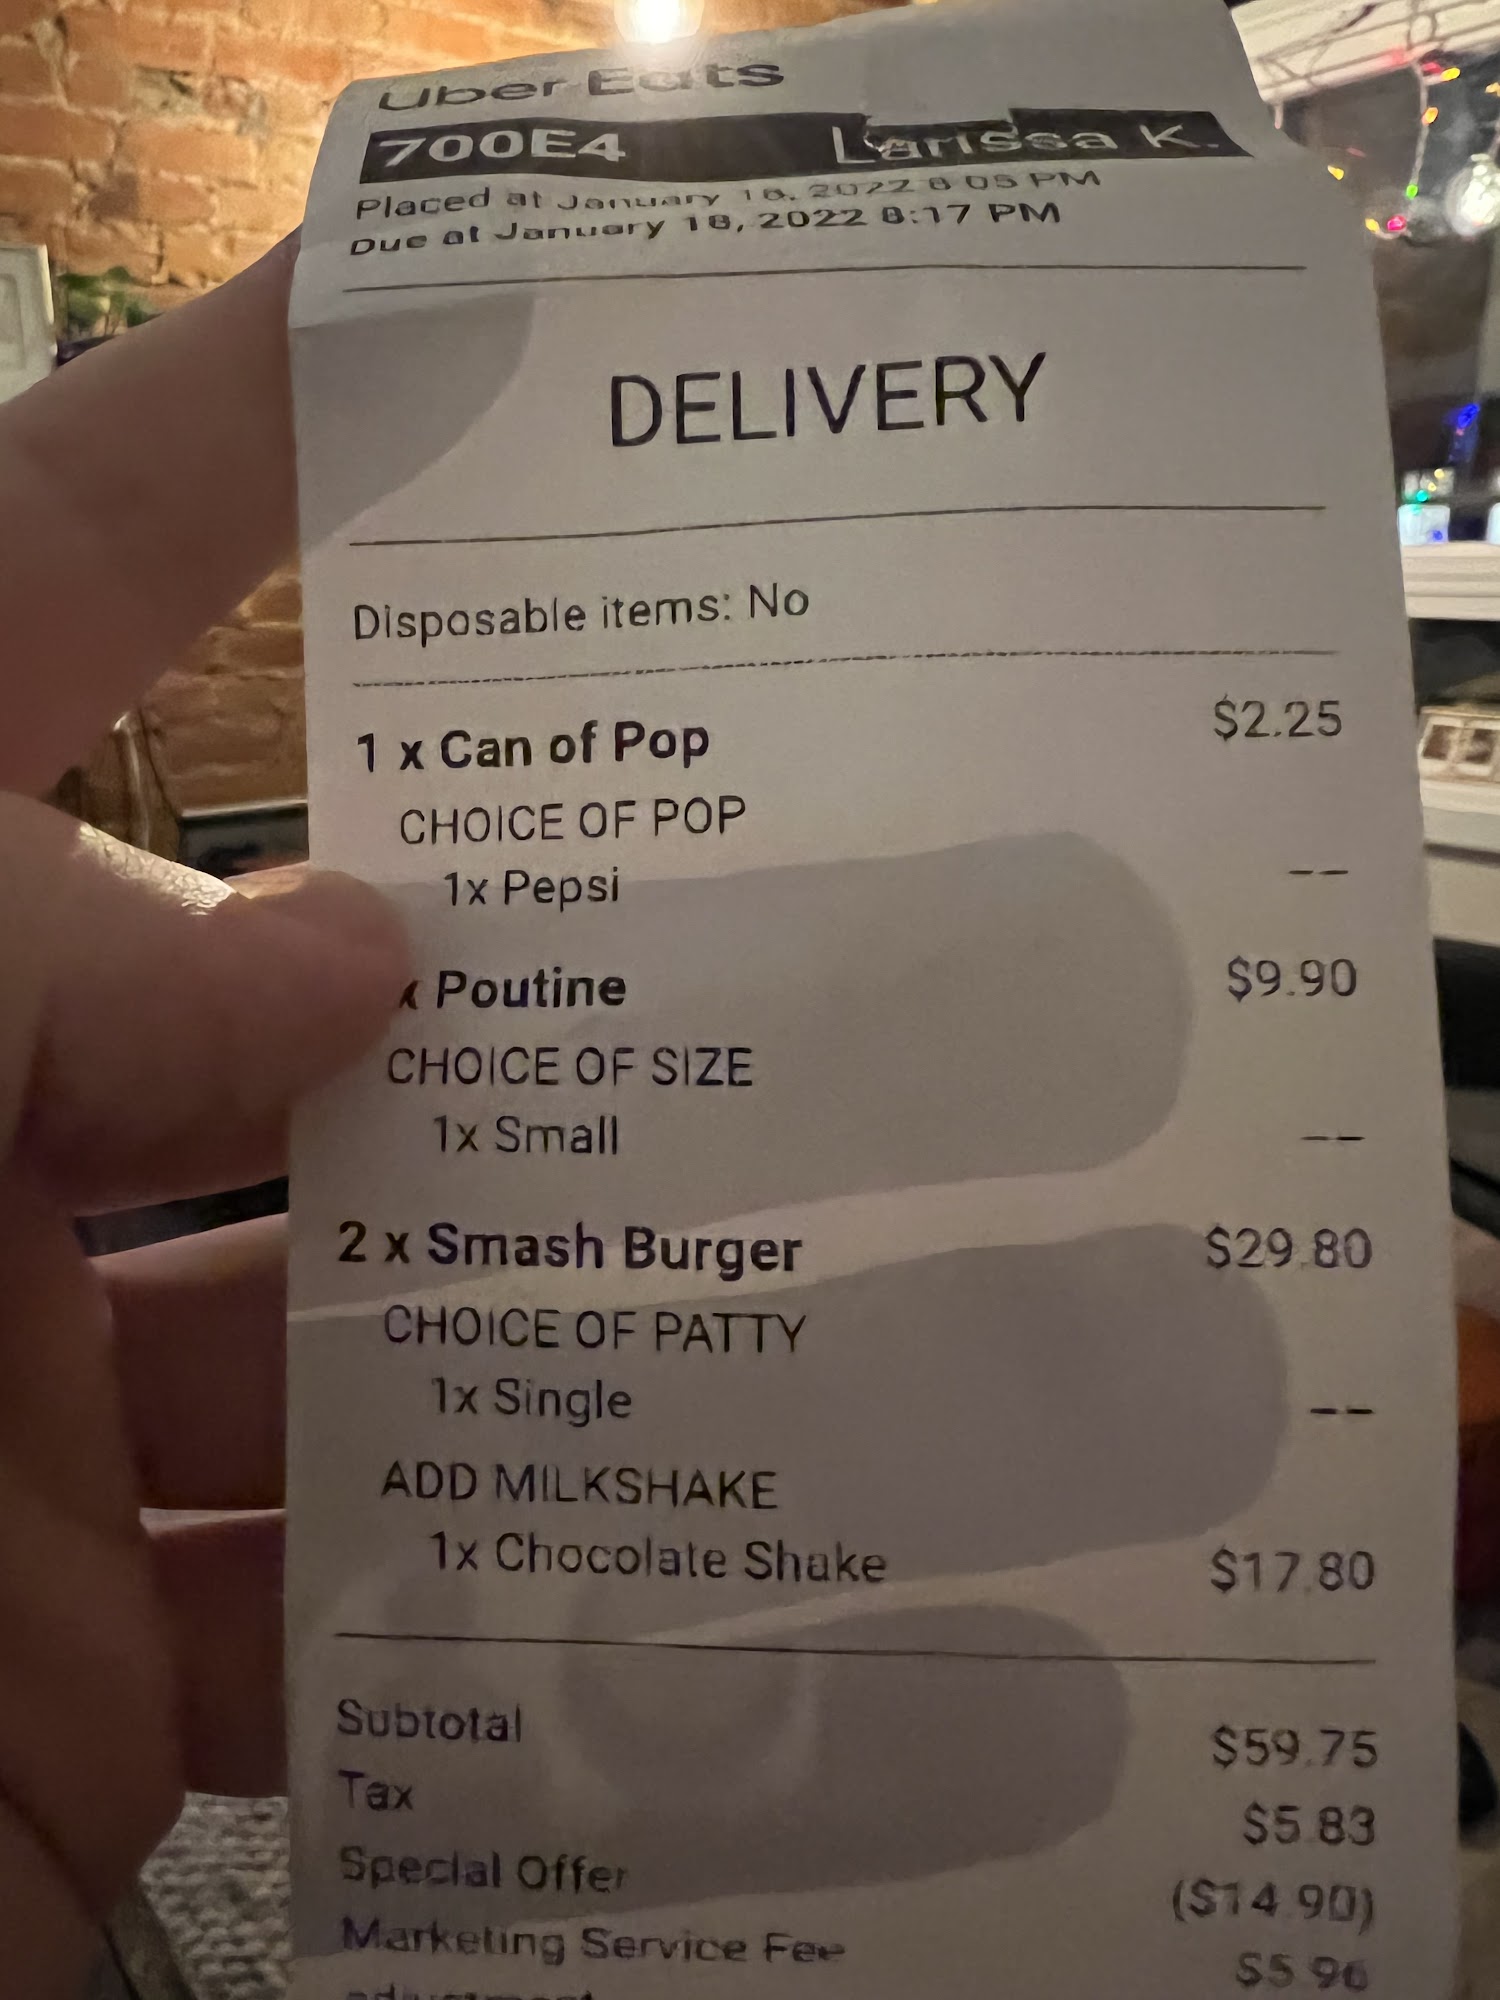 Uber Eats
700E4 Larissa K.
Placed at January 18, 2022 8:05 PM
Due at January 18, 2022 8:17 PM
DELIVERY
Disposable items: No
1 x Can of Pop $2.25
CHOICE OF POP
1x Pepsi --
x Poutine $9.90
CHOICE OF SIZE
1x Small --
2 x Smash Burger $29.80
CHOICE OF PATTY
1x Single --
ADD MILKSHAKE
1x Chocolate Shake $17.80
Subtotal $59.75
Tax $5.83
Special Offer ($14.90)
Marketing Service Fee $5.96
adjustment